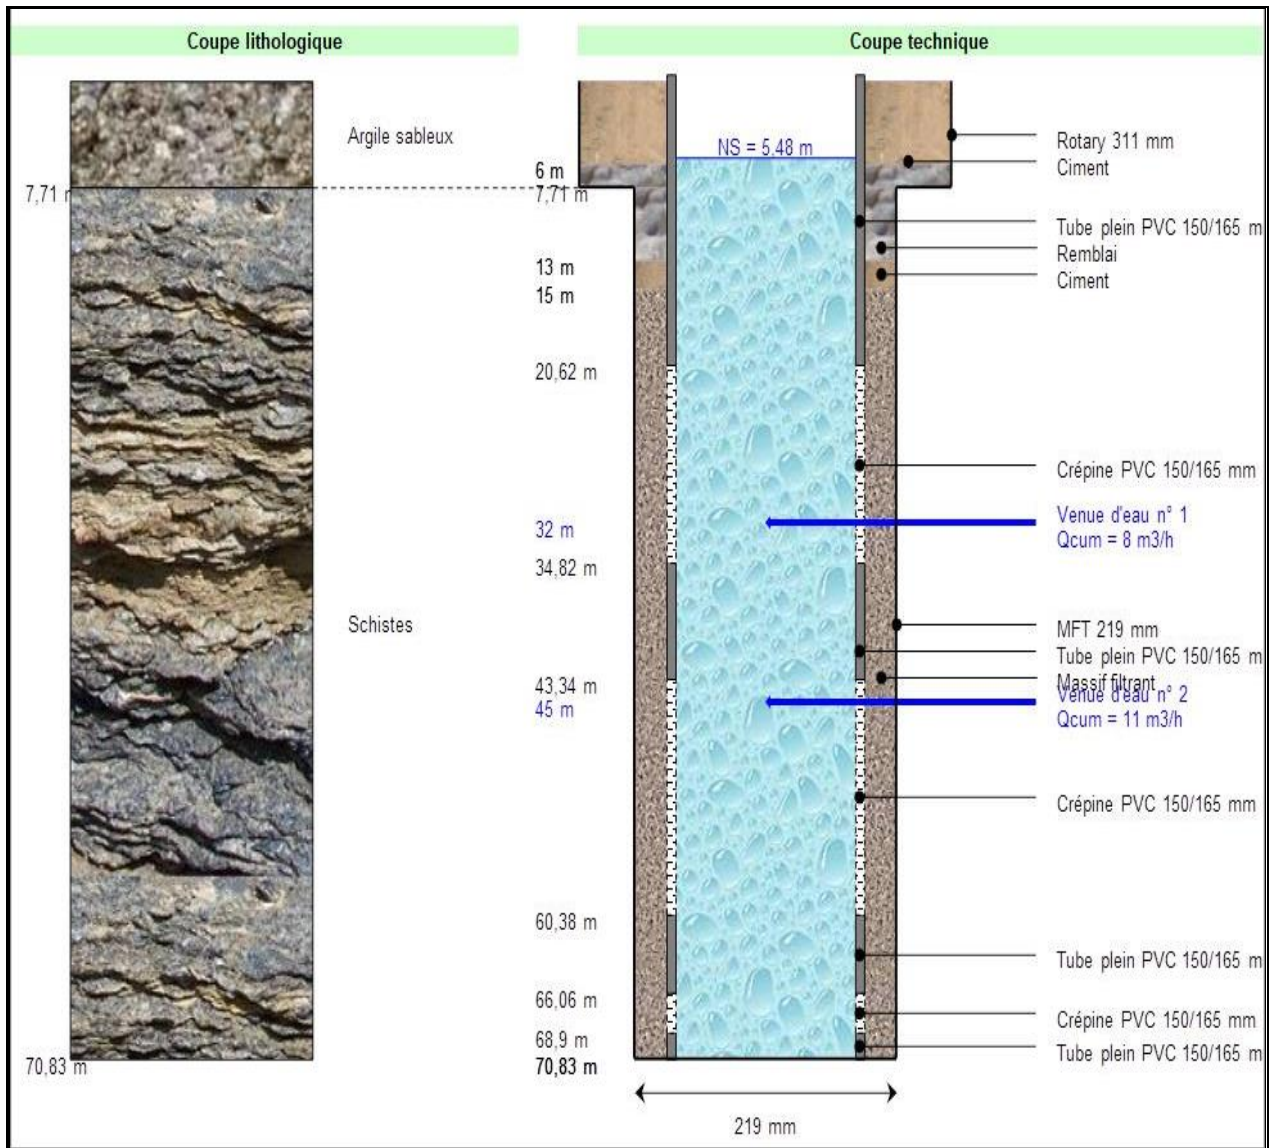 Coupe lithologique
Coupe technique
Argile sableux
7,71 m
Schistes
70,83 m
6 m
7,71 m
13 m
15 m
20,62 m
32 m
34,82 m
43,34 m
45 m
60,38 m
66,06 m
68,9 m
70,83 m
NS = 5,48 m
Rotary 311 mm
Ciment
Tube plein PVC 150/165 m
Remblai
Ciment
Crépine PVC 150/165 mm
Venue d'eau n° 1
Qcum = 8 m3/h
MFT 219 mm
Tube plein PVC 150/165 m
Massif filtrant
Venue d'eau n° 2
Qcum = 11 m3/h
Crépine PVC 150/165 mm
Tube plein PVC 150/165 m
Crépine PVC 150/165 mm
Tube plein PVC 150/165 m
219 mm